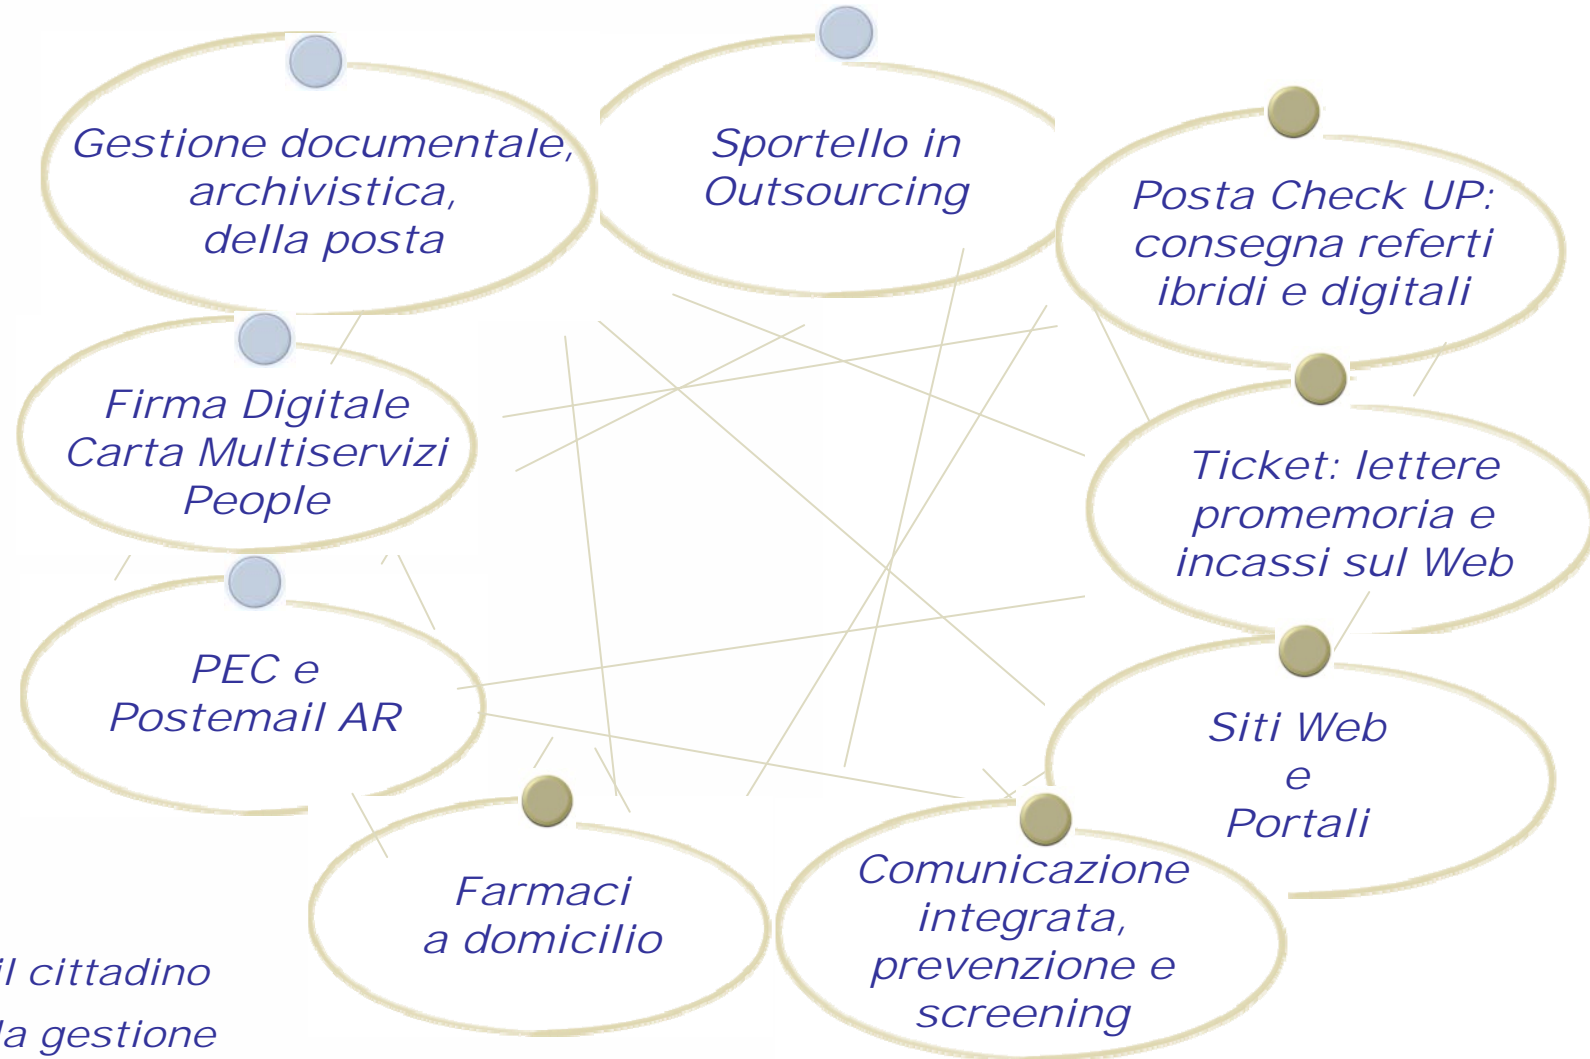 Gestione documentale,
archivistica,
della posta
Sportello in
Outsourcing
Posta Check UP:
consegna referti
ibridi e digitali
Firma Digitale
Carta Multiservizi
People
Ticket: lettere
promemoria e
incassi sul Web
PEC e
Postemail AR
Siti Web
e
Portali
Farmaci
a domicilio
Comunicazione
integrata,
prevenzione e
screening
il cittadino
la gestione